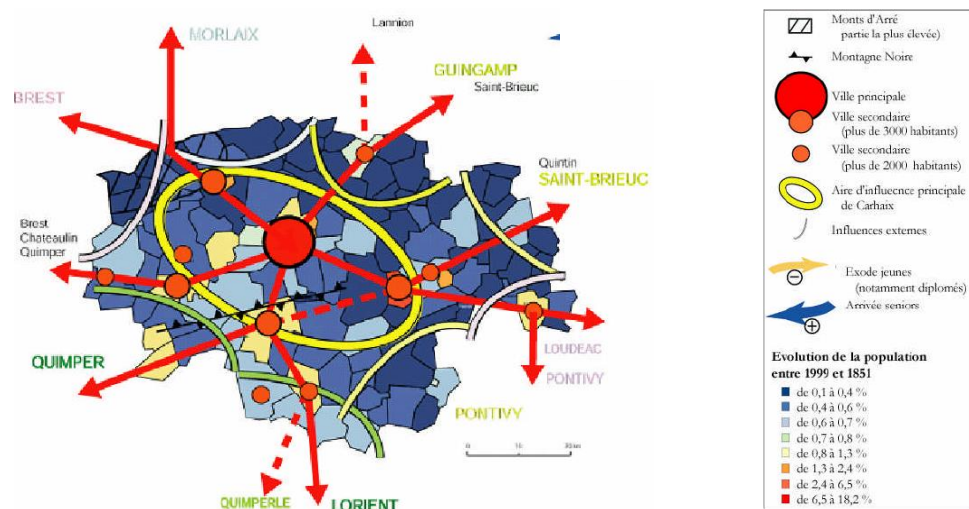 Lannion
MORLAIX
GUINGAMP
Saint-Brieuc
BREST
Quintin
SAINT-BRIEUC
Brest
Chateaullin
Quimper
QUIMPER
LOUDEAC
PONTIVY
PONTIVY
0
QUIMPERLE
LORIENT
Monts d'Arré
partie la plus élevée)
Montagne Noire
Ville principale
Ville secondaire
(plus de 3000 habitants)
Ville secondaire
(plus de 2000 habitants)
Aire d'influence principale
de Carhaix
Influences externes
Exode jeunes
(notamment diplomés)
Arrivée seniors
Evolution de la population
entre 1999 et 1851
de 0,1 à 0,4 %
de 0,4 à 0,6 %
de 0,6 à 0,7 %
de 0,7 à 0,8 %
de 0,8 à 1,3 %
de 1,3 à 2,4 %
de 2,4 à 6,5 %
de 6,5 à 18,2 %